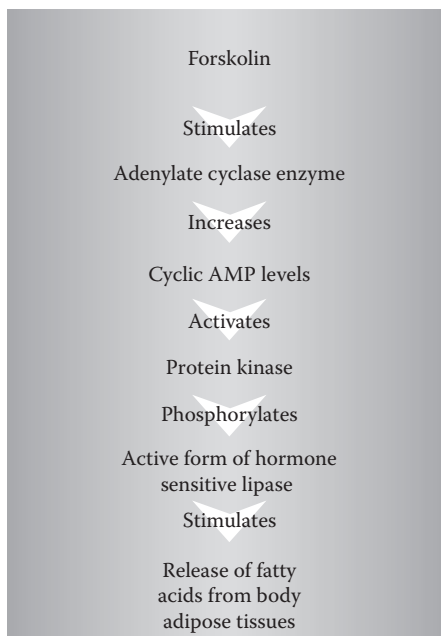 Forskolin
Stimulates
Adenylate cyclase enzyme
Increases
Cyclic AMP levels
Activates
Protein kinase
Phosphorylates
Active form of hormone
sensitive lipase
Stimulates
Release of fatty
acids from body
adipose tissues